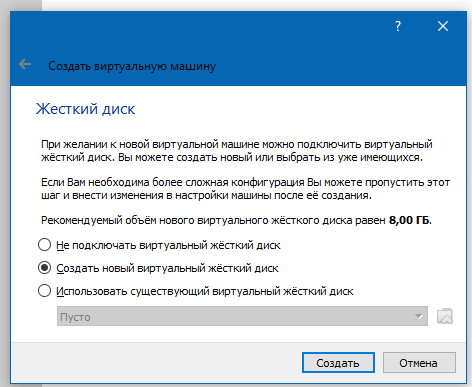 ?
Создать виртуальную машину
Жесткий диск
При желании к новой виртуальной машине можно подключить виртуальный
жёсткий диск. Вы можете создать новый или выбрать из уже имеющихся.
Если Вам необходима более сложная конфигурация Вы можете пропустить этот
шаг и внести изменения в настройки машины после её создания.
Рекомендуемый объём нового виртуального жёсткого диска равен 8,00 ГБ.
Не подключать виртуальный жёсткий диск
Создать новый виртуальный жёсткий диск
Использовать существующий виртуальный жёсткий диск
Пусто
Создать
Отмена